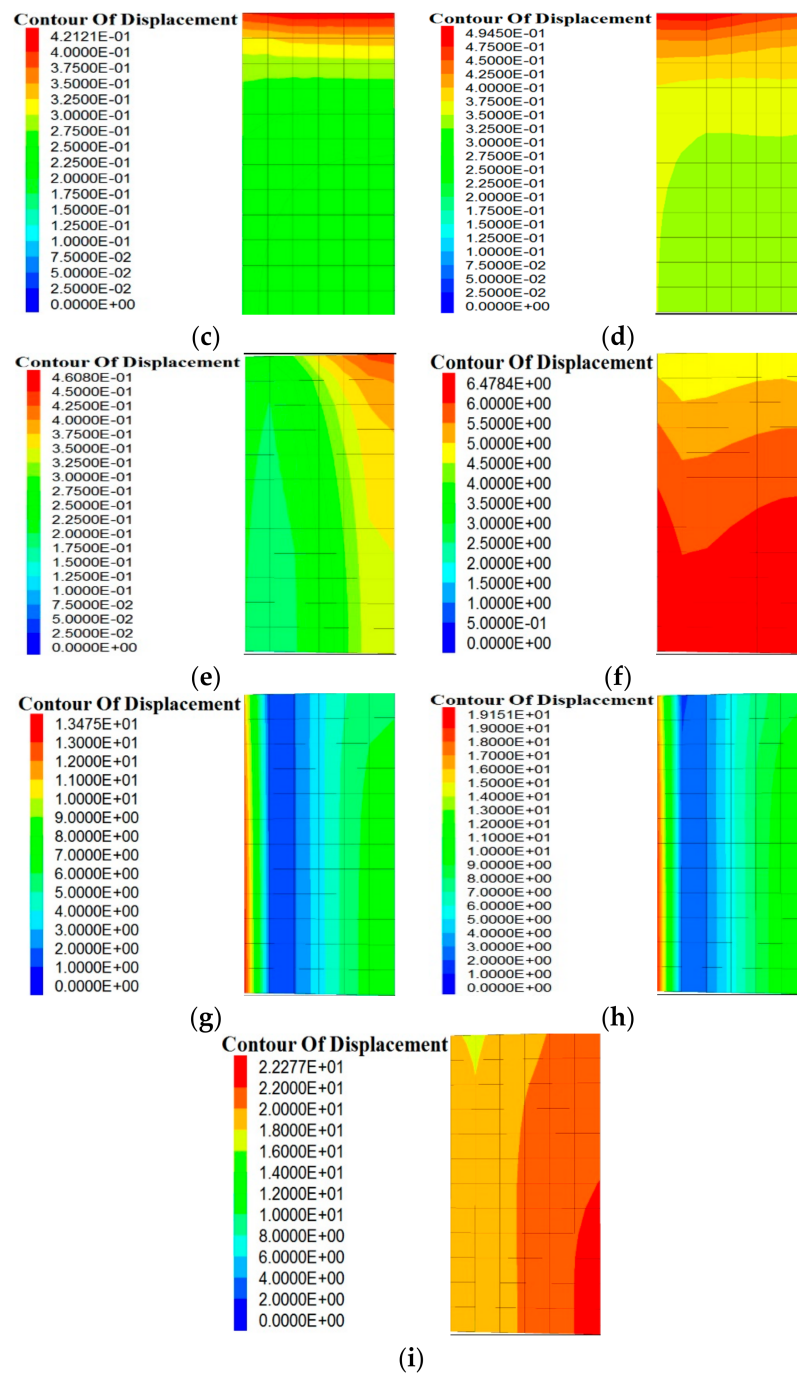 Contour Of Displacement
4.2121E-01
4.0000E-01
3.7500E-01
3.5000E-01
3.2500E-01
3.0000E-01
2.7500E-01
2.5000E-01
2.2500E-01
2.0000E-01
1.7500E-01
1.5000E-01
1.2500E-01
1.0000E-01
7.5000E-02
5.0000E-02
2.5000E-02
0.0000E+00
(c)
Contour Of Displacement
4.9450E-01
4.7500E-01
4.5000E-01
4.2500E-01
4.0000E-01
3.7500E-01
3.5000E-01
3.2500E-01
3.0000E-01
2.7500E-01
2.5000E-01
2.2500E-01
2.0000E-01
1.7500E-01
1.5000E-01
1.2500E-01
1.0000E-01
7.5000E-02
5.0000E-02
2.5000E-02
0.0000E+00
(d)
Contour Of Displacement
4.6080E-01
4.5000E-01
4.2500E-01
4.0000E-01
3.7500E-01
3.5000E-01
3.2500E-01
3.0000E-01
2.7500E-01
2.5000E-01
2.2500E-01
2.0000E-01
1.7500E-01
1.5000E-01
1.2500E-01
1.0000E-01
7.5000E-02
5.0000E-02
2.5000E-02
0.0000E+00
(e)
Contour Of Displacement
6.4784E+00
6.0000E+00
5.5000E+00
5.0000E+00
4.5000E+00
4.0000E+00
3.5000E+00
3.0000E+00
2.5000E+00
2.0000E+00
1.5000E+00
1.0000E+00
5.0000E-01
0.0000E+00
(f)
Contour Of Displacement
1.3475E+01
1.3000E+01
1.2000E+01
1.1000E+01
1.0000E+01
9.0000E+00
8.0000E+00
7.0000E+00
6.0000E+00
5.0000E+00
4.0000E+00
3.0000E+00
2.0000E+00
1.0000E+00
0.0000E+00
(g)
Contour Of Displacement
1.9151E+01
1.9000E+01
1.8000E+01
1.7000E+01
1.6000E+01
1.5000E+01
1.4000E+01
1.3000E+01
1.2000E+01
1.1000E+01
1.0000E+01
9.0000E+00
8.0000E+00
7.0000E+00
6.0000E+00
5.0000E+00
4.0000E+00
3.0000E+00
2.0000E+00
1.0000E+00
0.0000E+00
(h)
Contour Of Displacement
2.2277E+01
2.2000E+01
2.0000E+01
1.8000E+01
1.6000E+01
1.4000E+01
1.2000E+01
1.0000E+01
8.0000E+00
6.0000E+00
4.0000E+00
2.0000E+00
0.0000E+00
(i)